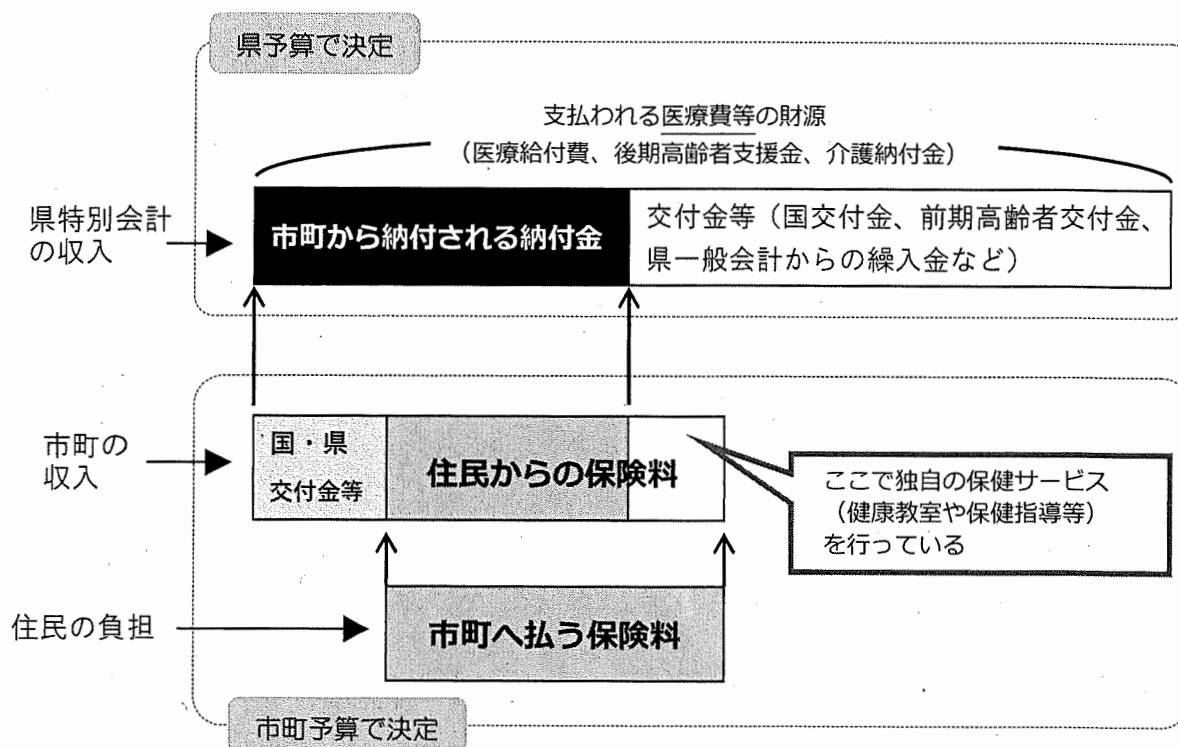 県予算で決定
支払われる医療費等の財源
(医療給付費、後期高齢者支援金、介護納付金)
県特別会計
の収入
市町から納付される納付金
交付金等(国交付金、前期高齢者交付金、
県一般会計からの繰入金など)
市町の
収入
国・県
交付金等
住民からの保険料
ここで独自の保健サービス
(健康教室や保健指導等)
を行っている
住民の負担
市町へ払う保険料
市町予算で決定